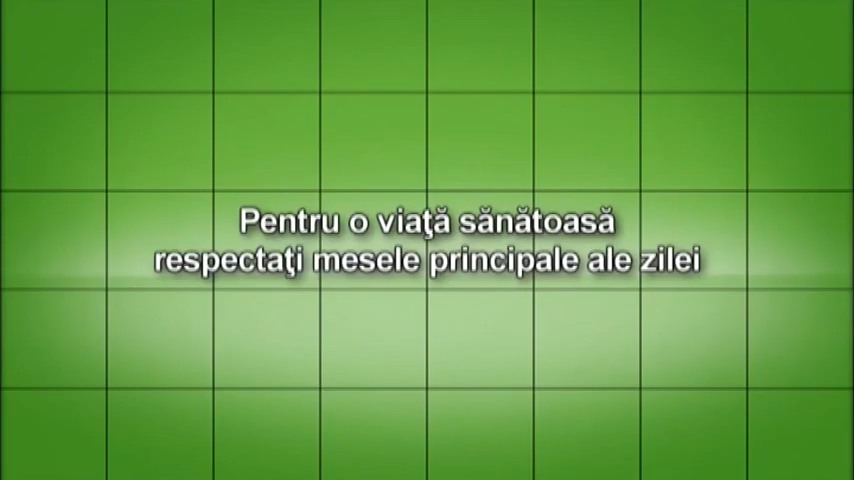 Pentru o viaţă sănătoasă
respectaţi mesele principale ale zilei